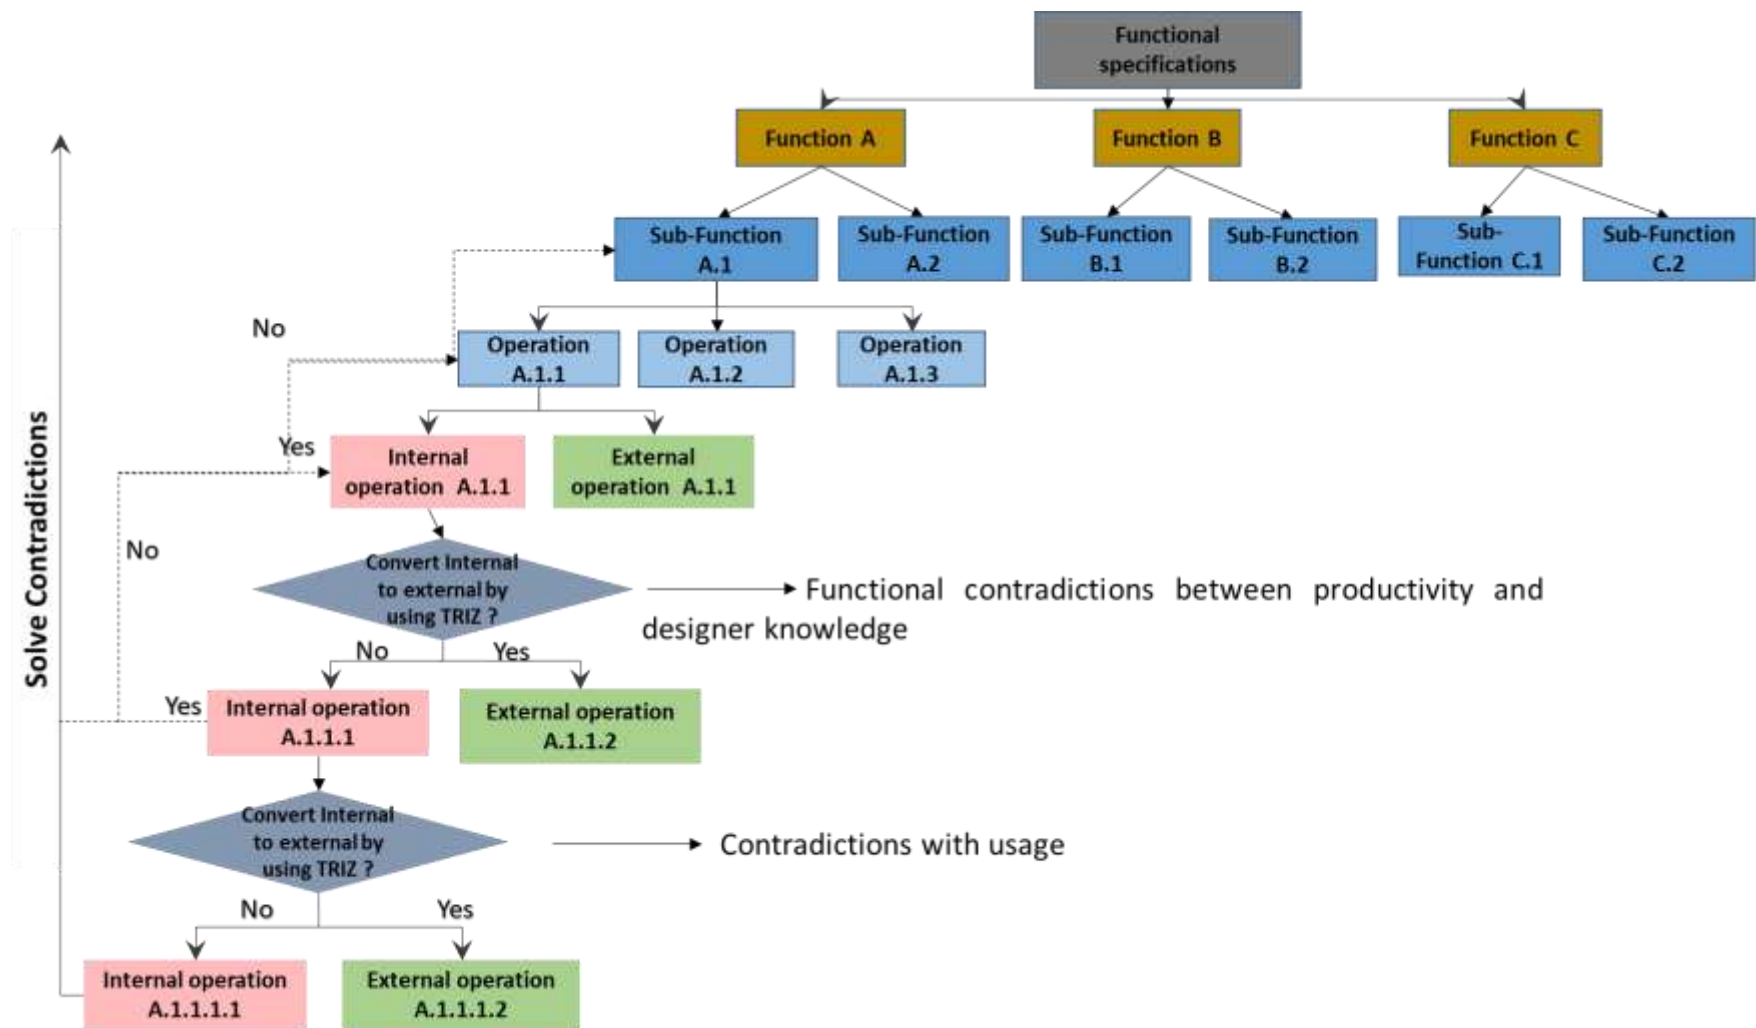 Functional
specifications
Function A
Function B
Function C
Sub-Function
A.1
Sub-Function
A.2
Sub-Function
B.1
Sub-Function
B.2
Sub-
Function C.1
Sub-Function
C.2
No
Operation
A.1.1
Operation
A.1.2
Operation
A.1.3
Yes
Internal
operation A.1.1
External
operation A.1.1
Solve Contradictions
No
Convert Internal
to external by
using TRIZ ?
Functional contradictions between productivity and
designer knowledge
No
Yes
Yes
Internal operation
A.1.1.1
External operation
A.1.1.2
Convert Internal
to external by
using TRIZ ?
Contradictions with usage
No
Yes
Internal operation
A.1.1.1.1
External operation
A.1.1.1.2